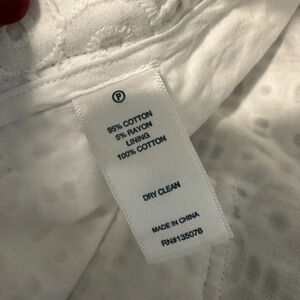 P
95% COTTON
5% RAYON
LINING
100% COTTON
DRY CLEAN
MADE IN CHINA
RN#135076